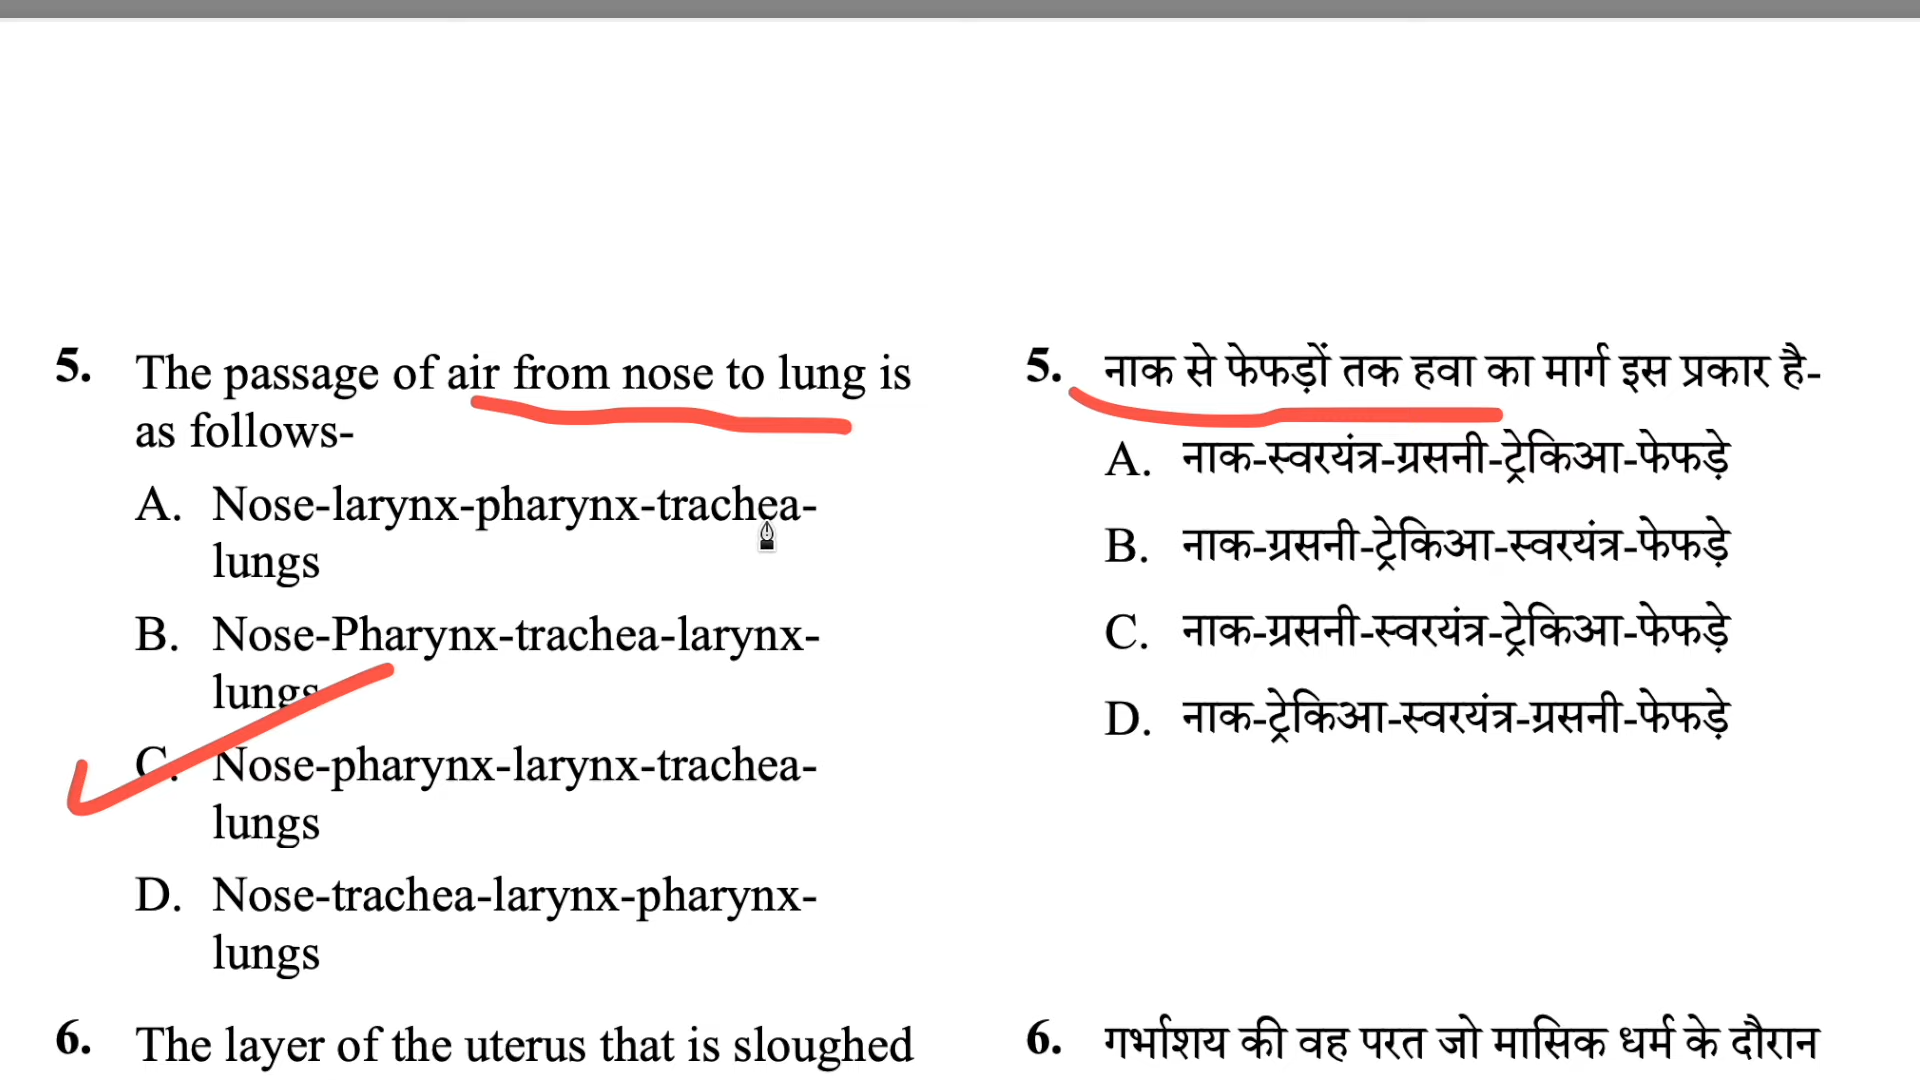 5. The passage of air from nose to lung is
as follows-
A. Nose-larynx-pharynx-trachea-
lungs
B. Nose-Pharynx-trachea-larynx-
lungs
C. Nose-pharynx-larynx-trachea-
lungs
D. Nose-trachea-larynx-pharynx-
lungs
6. The layer of the uterus that is sloughed
5. नाक से फेफड़ों तक हवा का मार्ग इस प्रकार है-
A. नाक-स्वरयंत्र-ग्रसनी-ट्रेकिआ-फेफड़े
B. नाक-ग्रसनी-ट्रेकिआ-स्वरयंत्र-फेफड़े
C. नाक-ग्रसनी-स्वरयंत्र-ट्रेकिआ-फेफड़े
D. नाक-ट्रेकिआ-स्वरयंत्र-ग्रसनी-फेफड़े
6. गर्भाशय की वह परत जो मासिक धर्म के दौरान